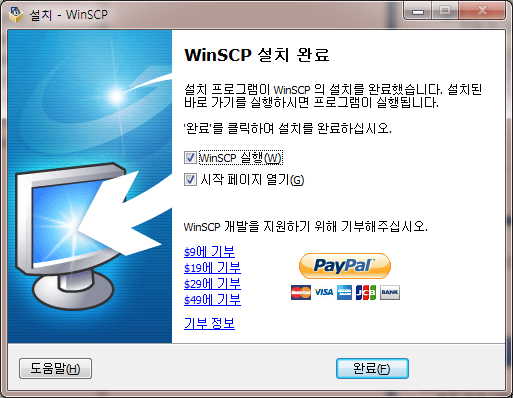 설치 - WinSCP
WinSCP 설치 완료
설치 프로그램이 WinSCP 의 설치를 완료했습니다. 설치된
바로 가기를 실행하시면 프로그램이 실행됩니다.
'완료'를 클릭하여 설치를 완료하십시오.
WinSCP 실행(W)
시작 페이지 열기(G)
WinSCP 개발을 지원하기 위해 기부해주십시오.
$9에 기부
$19에 기부
$29에 기부
$49에 기부
기부 정보
PayPal
VISA
JCB
BANK
도움말(H)
완료(F)